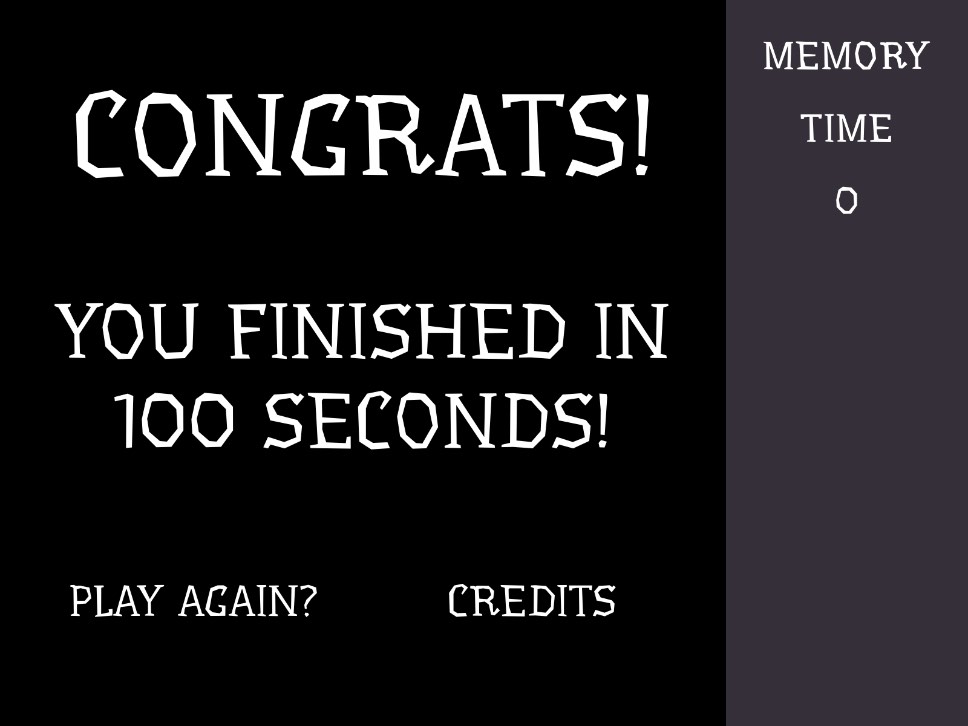 CONGRATS!
YOU FINISHED IN
100 SECONDS!
PLAY AGAIN?
CREDITS
MEMORY
TIME
0